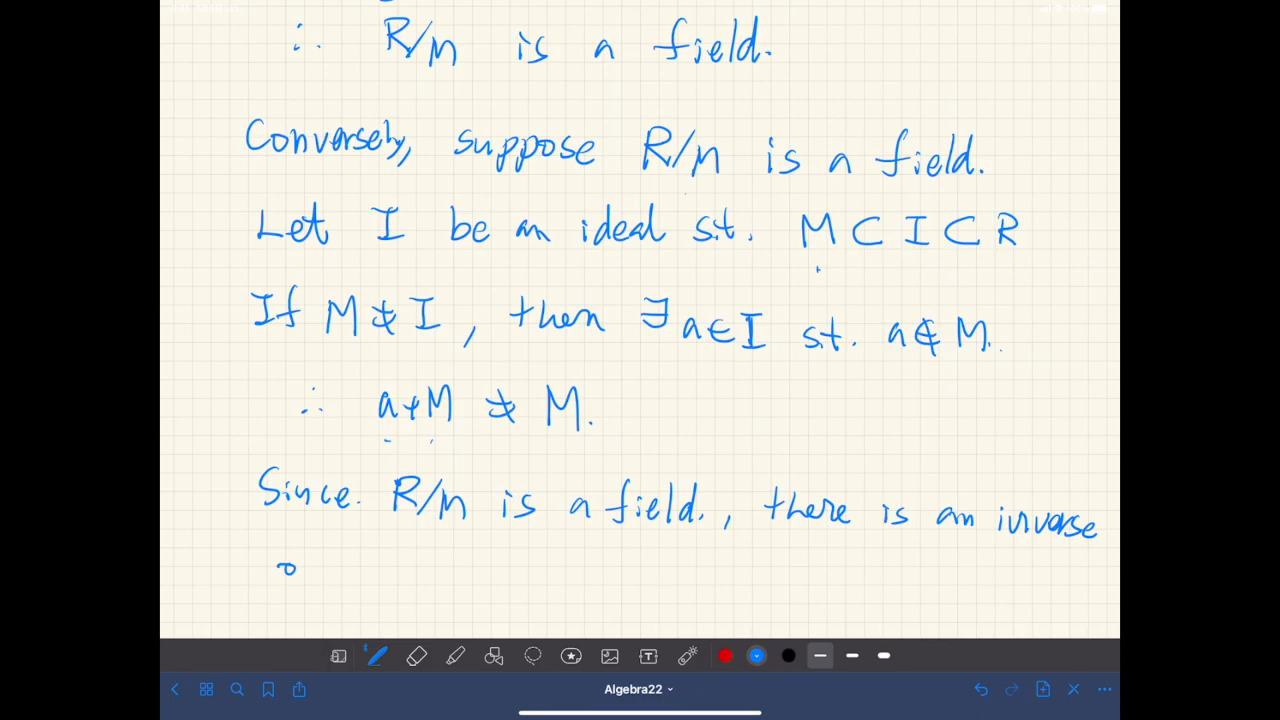 ∴ R/M is a field.
Conversely, suppose R/M is a field.
Let I be an ideal s.t. M ⊂ I ⊂ R
If M ≠ I, then ∃ a∈I s.t. a∉M.
∴ a+M ≠ M.
Since R/M is a field, there is an inverse
o
Algebra22